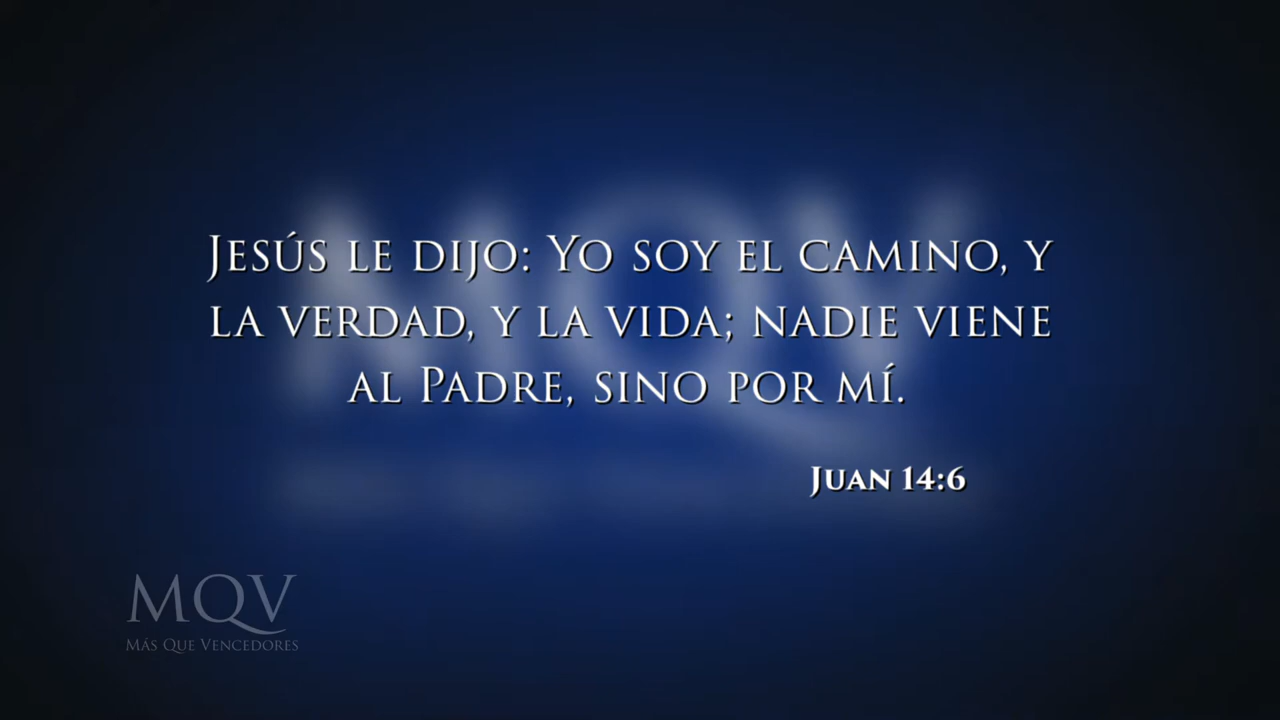 Jesús le dijo: Yo soy el camino, y
la verdad, y la vida; nadie viene
al Padre, sino por mí.
Juan 14:6
MQV
Más Que Vencedores